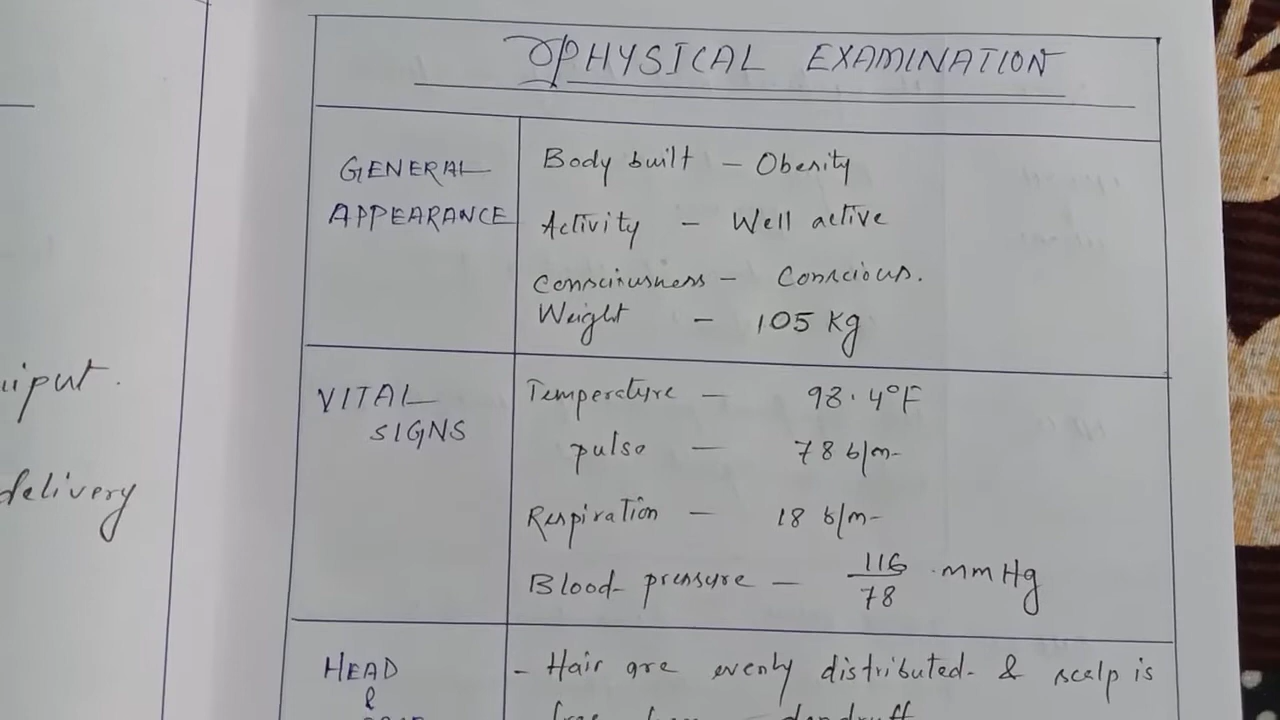 PHYSICAL EXAMINATION
GENERAL
APPEARANCE
Body built - Obesity
Activity - Well active
Consciousness - Conscious.
Weight - 105 Kg
VITAL
SIGNS
Temperature - 98.4°F
pulse - 78 b/m-
Respiration - 18 b/m-
Blood pressure - 116/78 mmHg
HEAD
&
- Hair are evenly distributed & scalp is
dandruff
delivery